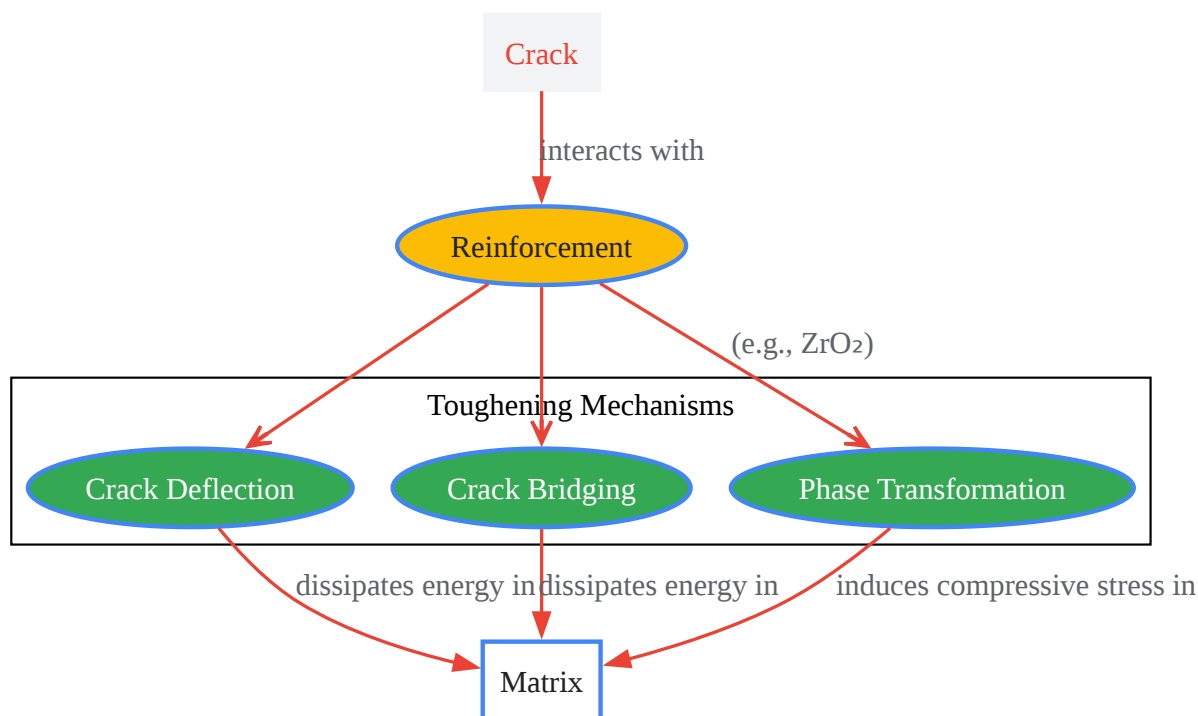 Crack
interacts with
Reinforcement
(e.g., ZrO₂)
Toughening Mechanisms
Crack Deflection
Crack Bridging
Phase Transformation
dissipates energy in
dissipates energy in
induces compressive stress in
Matrix